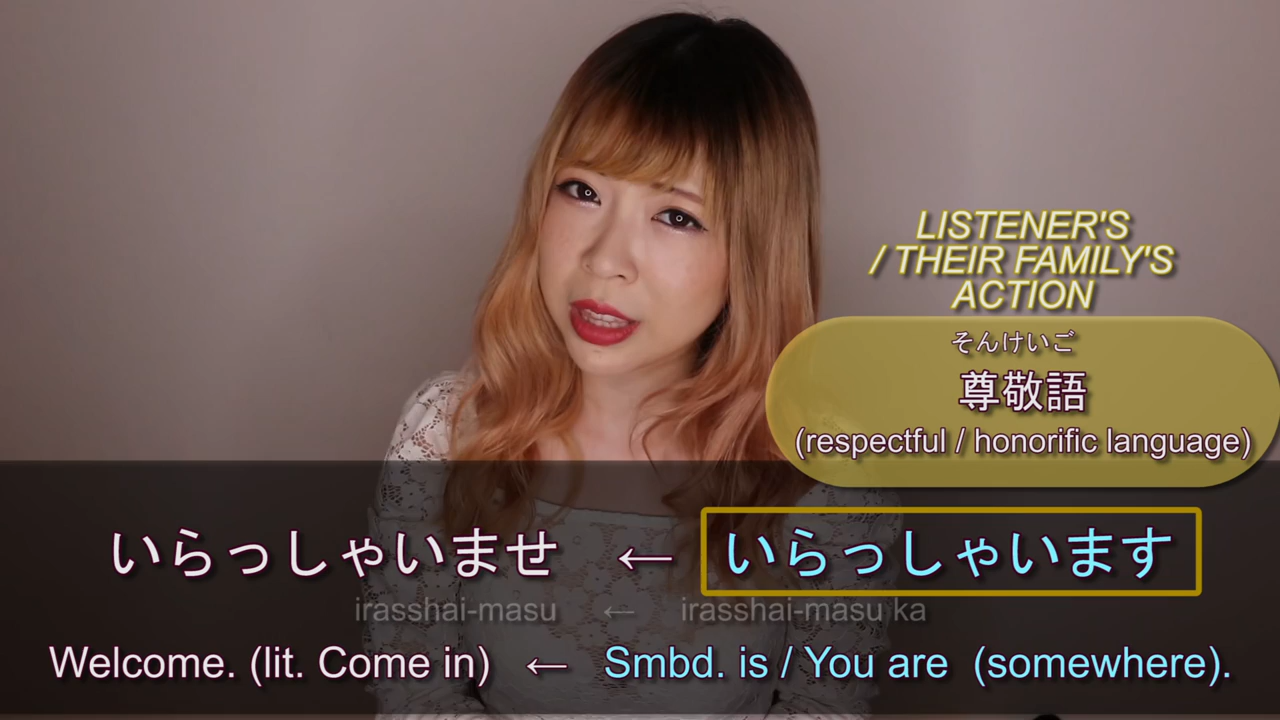 LISTENER'S
/ THEIR FAMILY'S
ACTION
そんけいご
尊敬語
(respectful / honorific language)
いらっしゃいませ ← いらっしゃいます
irasshai-masu ← irasshai-masu ka
Welcome. (lit. Come in) ← Smbd. is / You are (somewhere).